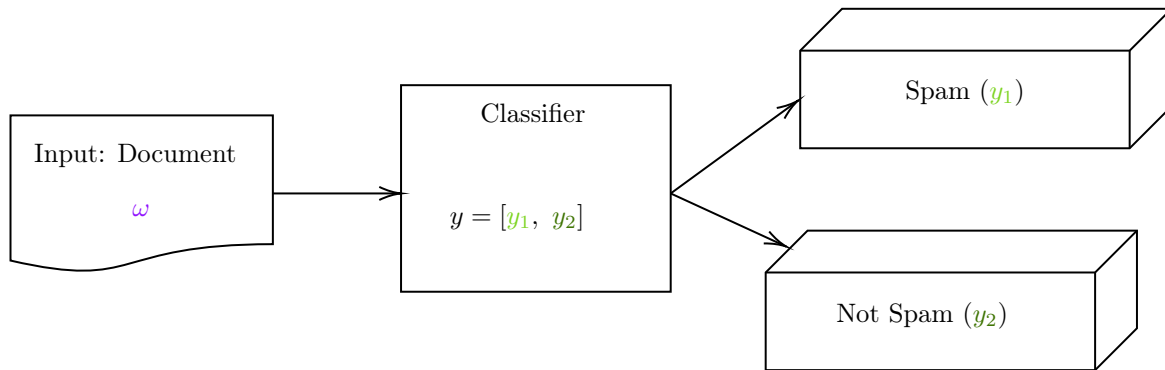 Input: Document
ω
Classifier
y = [y₁, y₂]
Spam (y₁)
Not Spam (y₂)